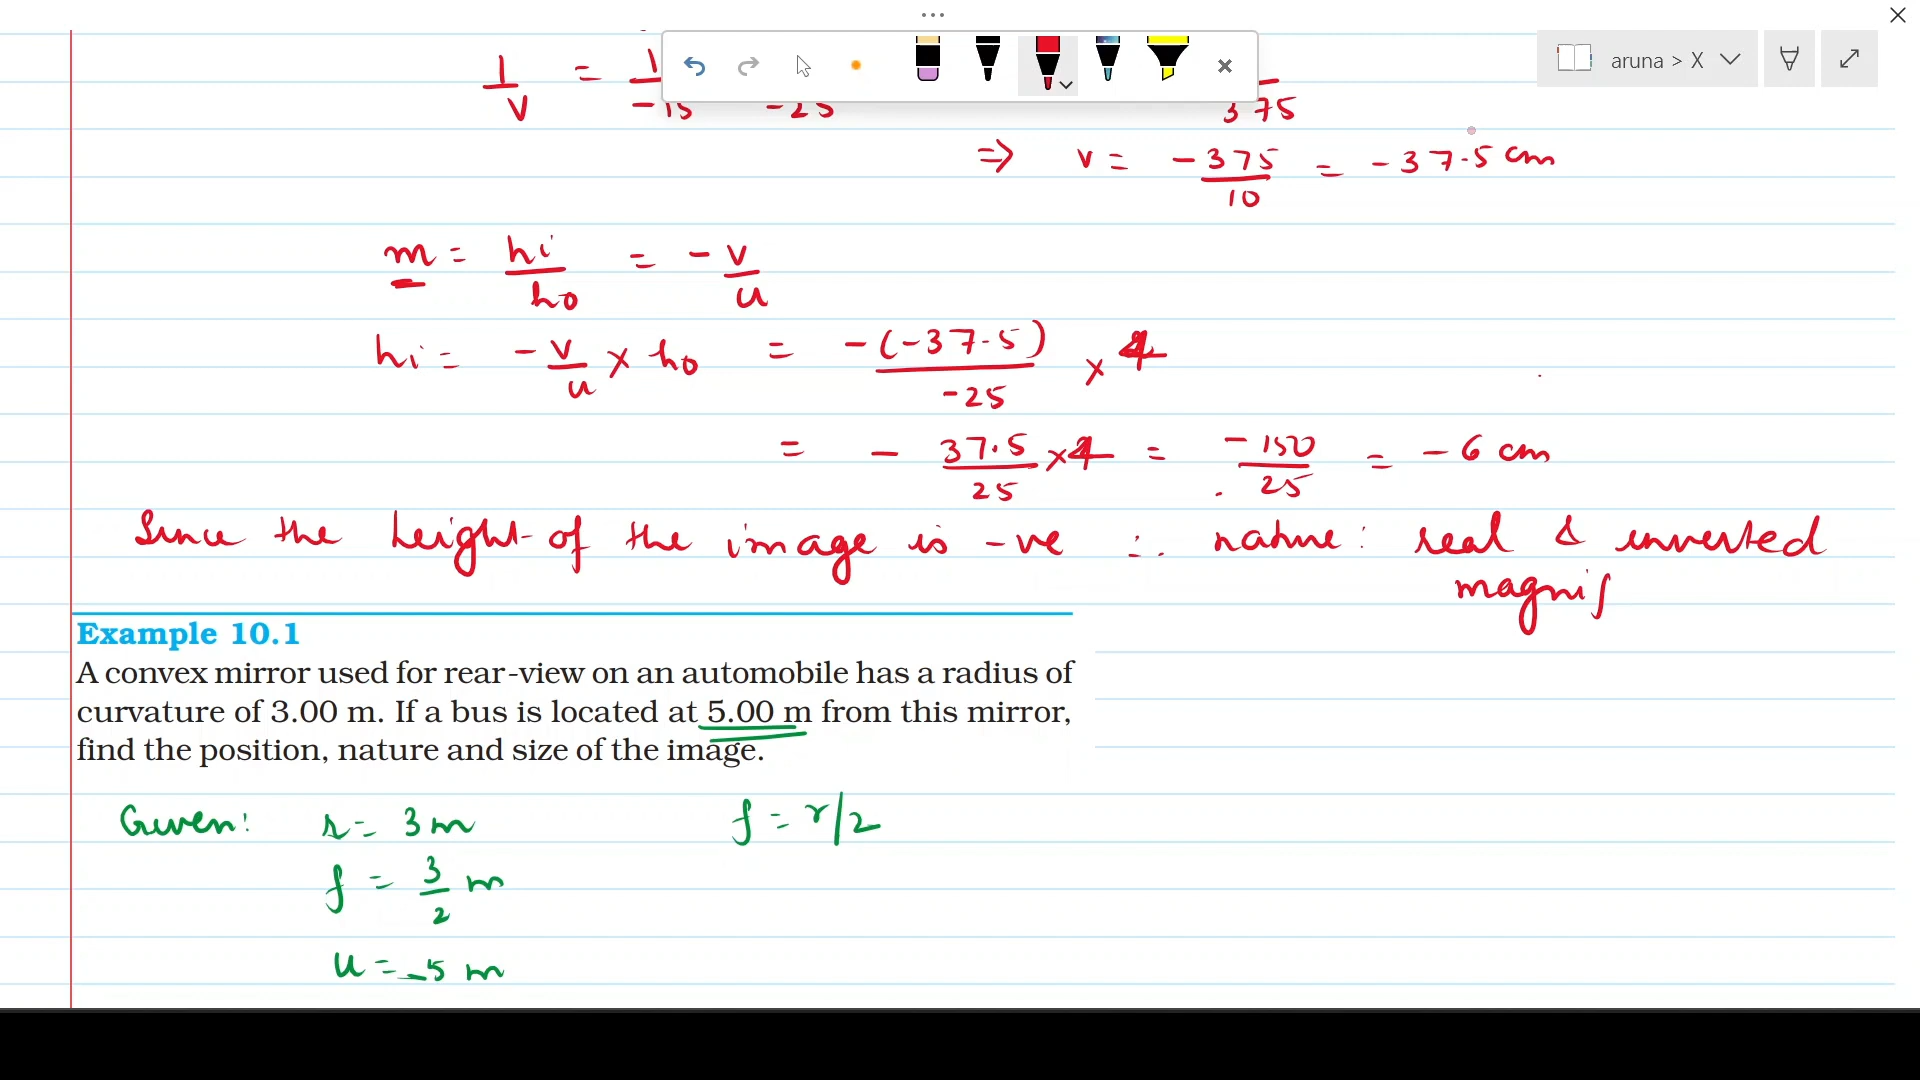 aruna > X
1/v = 1/-15 -25 375
=> v = -375/10 = -37.5 cm
m = hi/ho = -v/u
hi = -v/u × ho = -(-37.5)/-25 × 4
= - 37.5/25 × 4 = -150/25 = -6 cm
Since the height of the image is -ve ∴ nature: real & inverted
magnif
Example 10.1
A convex mirror used for rear-view on an automobile has a radius of
curvature of 3.00 m. If a bus is located at 5.00 m from this mirror,
find the position, nature and size of the image.
Given: r = 3 m f = r/2
f = 3/2 m
u = -5 m